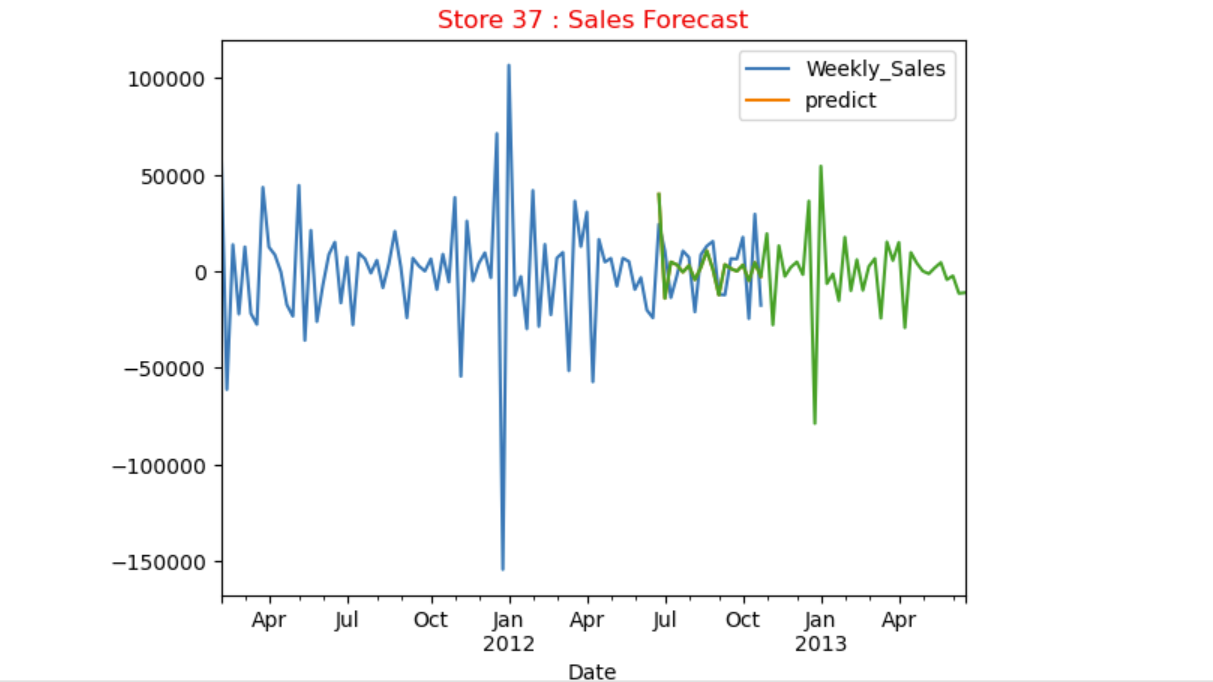 Store 37 : Sales Forecast
Weekly_Sales
predict
100000
50000
0
−50000
−100000
−150000
Apr Jul Oct Jan Apr Jul Oct Jan Apr
2012 2013
Date